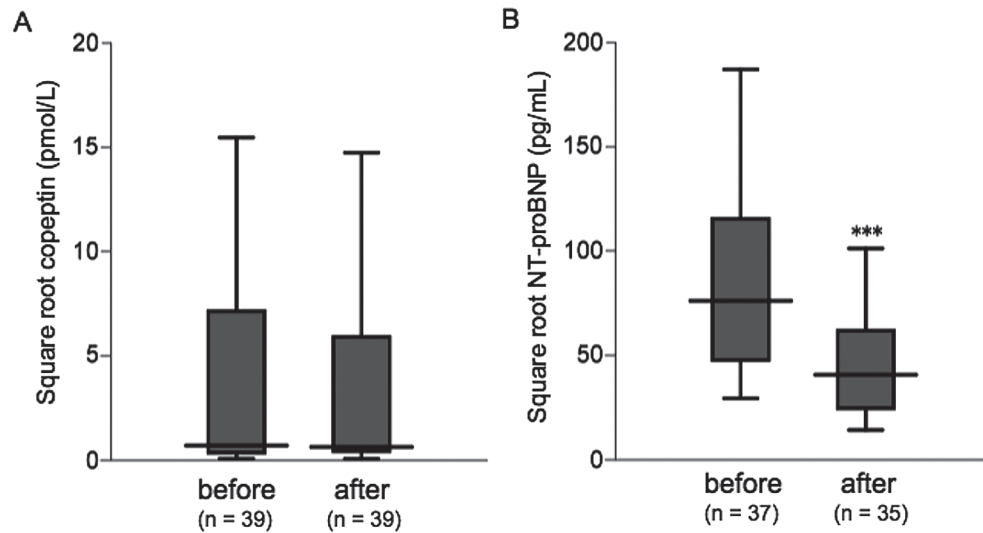 A
Square root copeptin (pmol/L)
20
15
10
5
0
before
(n = 39)
after
(n = 39)
B
Square root NT-proBNP (pg/mL)
200
150
100
50
0
***
before
(n = 37)
after
(n = 35)